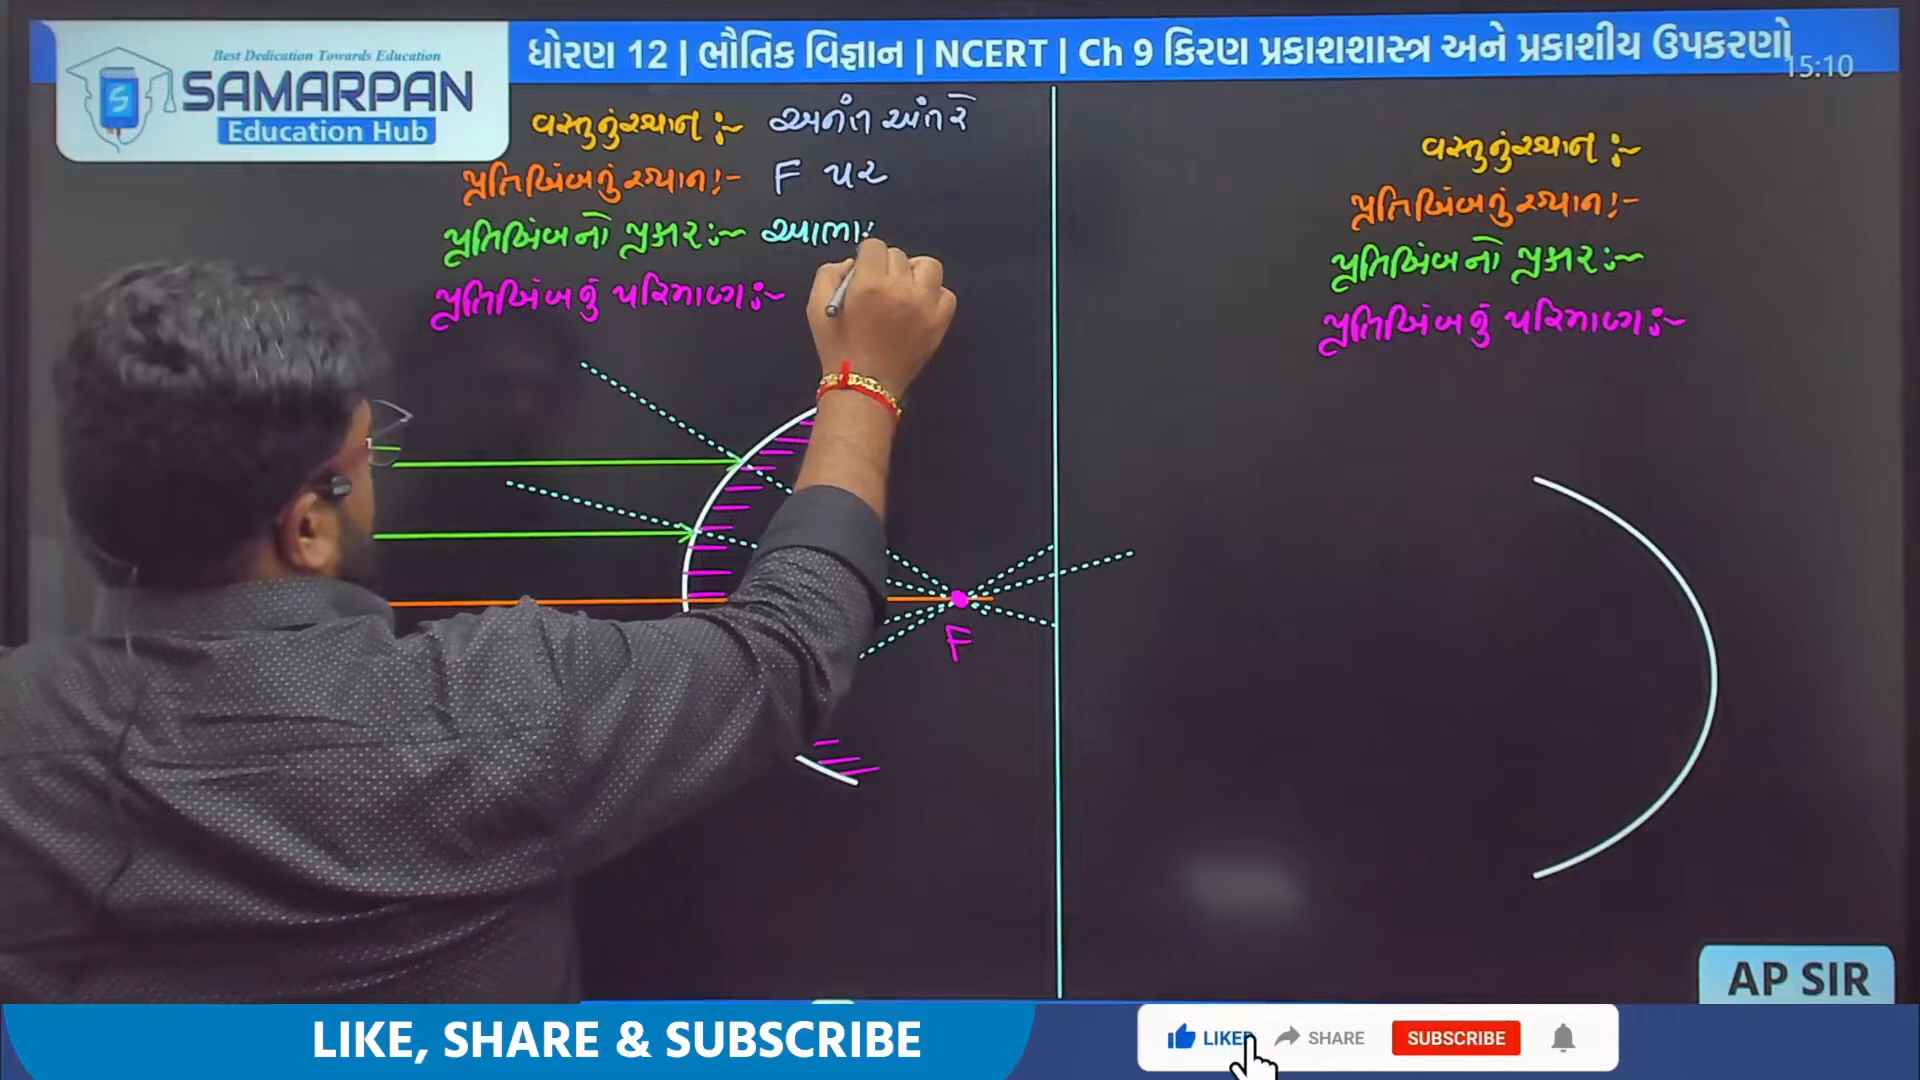 Best Dedication Towards Education
SAMARPAN
Education Hub
S
ધોરણ 12 | ભૌતિક વિજ્ઞાન | NCERT | Ch 9 કિરણ પ્રકાશશાસ્ત્ર અને પ્રકાશીય ઉપકરણો
15:10
વસ્તુનું સ્થાન :- અનંત અંતરે
પ્રતિબિંબનું સ્થાન :- F પર
પ્રતિબિંબનો પ્રકાર :- આભા
પ્રતિબિંબનું પરિમાણ :-
F
વસ્તુનું સ્થાન :-
પ્રતિબિંબનું સ્થાન :-
પ્રતિબિંબનો પ્રકાર :-
પ્રતિબિંબનું પરિમાણ :-
AP SIR
LIKE, SHARE & SUBSCRIBE
LIKED SHARE SUBSCRIBE